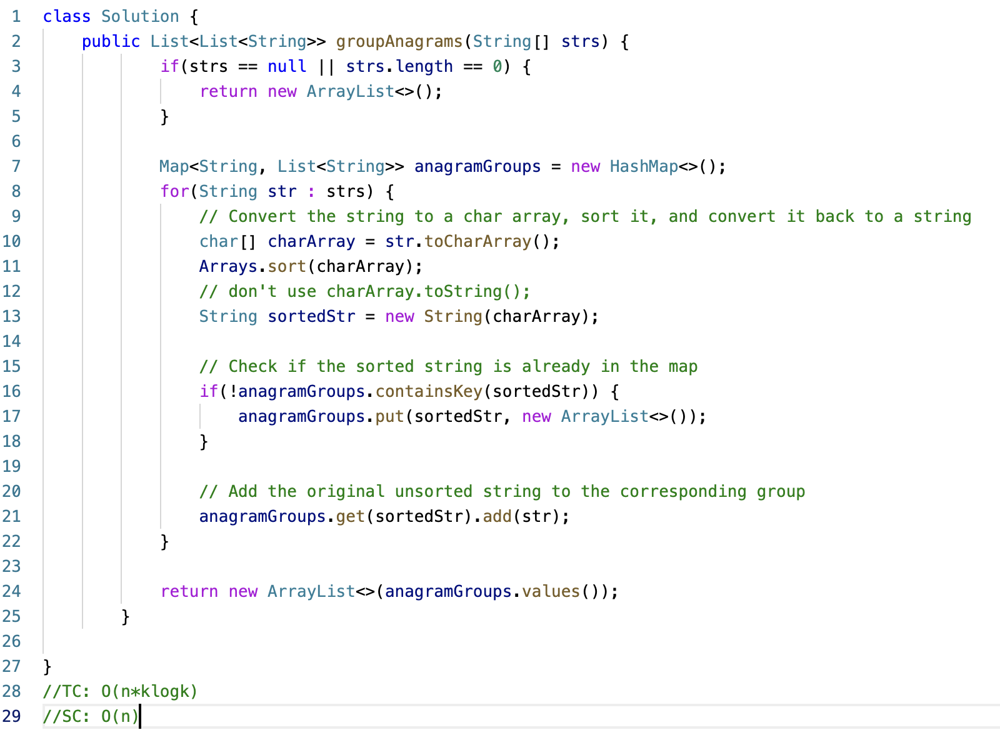 1 class Solution {
2 public List<List<String>> groupAnagrams(String[] strs) {
3 if(strs == null || strs.length == 0) {
4 return new ArrayList<>();
5 }
6
7 Map<String, List<String>> anagramGroups = new HashMap<>();
8 for(String str : strs) {
9 // Convert the string to a char array, sort it, and convert it back to a string
10 char[] charArray = str.toCharArray();
11 Arrays.sort(charArray);
12 // don't use charArray.toString();
13 String sortedStr = new String(charArray);
14
15 // Check if the sorted string is already in the map
16 if(!anagramGroups.containsKey(sortedStr)) {
17 anagramGroups.put(sortedStr, new ArrayList<>());
18 }
19
20 // Add the original unsorted string to the corresponding group
21 anagramGroups.get(sortedStr).add(str);
22 }
23
24 return new ArrayList<>(anagramGroups.values());
25 }
26
27 }
28 //TC: O(n*klogk)
29 //SC: O(n)